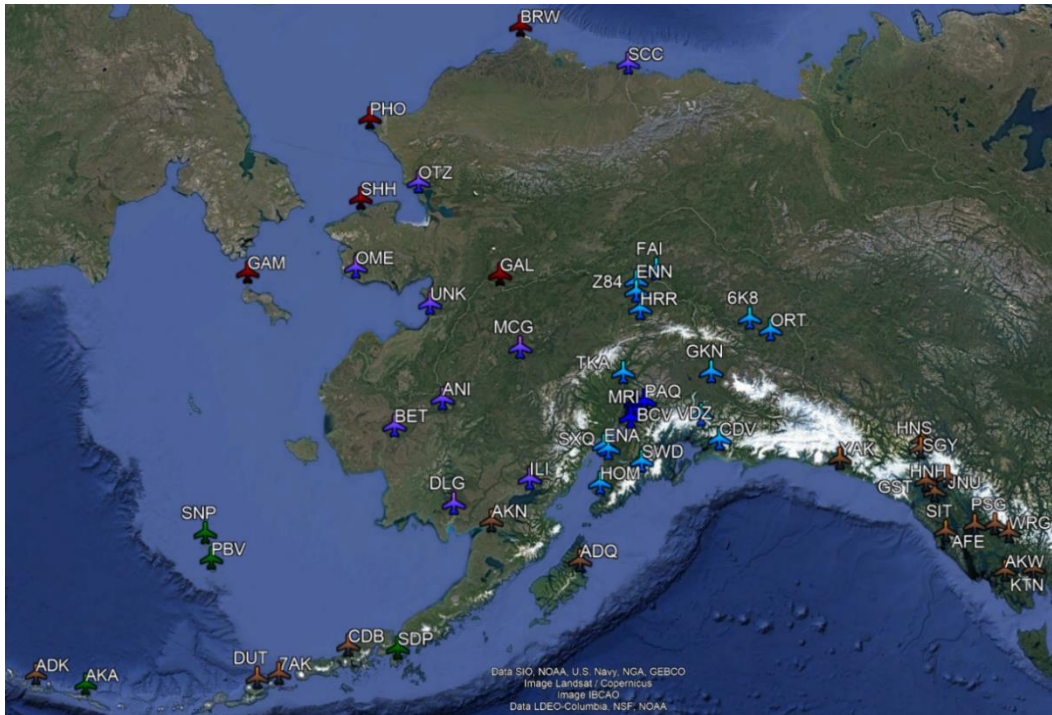 BRW
SCC
PHO
OTZ
SHH
FAI
GAM
OME
GAL
ENN
Z84
UNK
HRR
6K8
ORT
MCG
GKN
TKA
ANI
MRI
PAQ
BET
BCV
VDZ
CDV
ENA
SXQ
HNS
SGY
YAK
SWD
ILI
HOM
HNH
JNU
GST
DLG
AKN
SNP
SIT
PSG
WRG
AFE
PBV
ADQ
AKW
KTN
CDB
SDP
ADK
AKA
DUT
7AK
Data SIO, NOAA, U.S. Navy, NGA, GEBCO
Image Landsat / Copernicus
Image IBCAO
Data LDEO-Columbia, NSF, NOAA